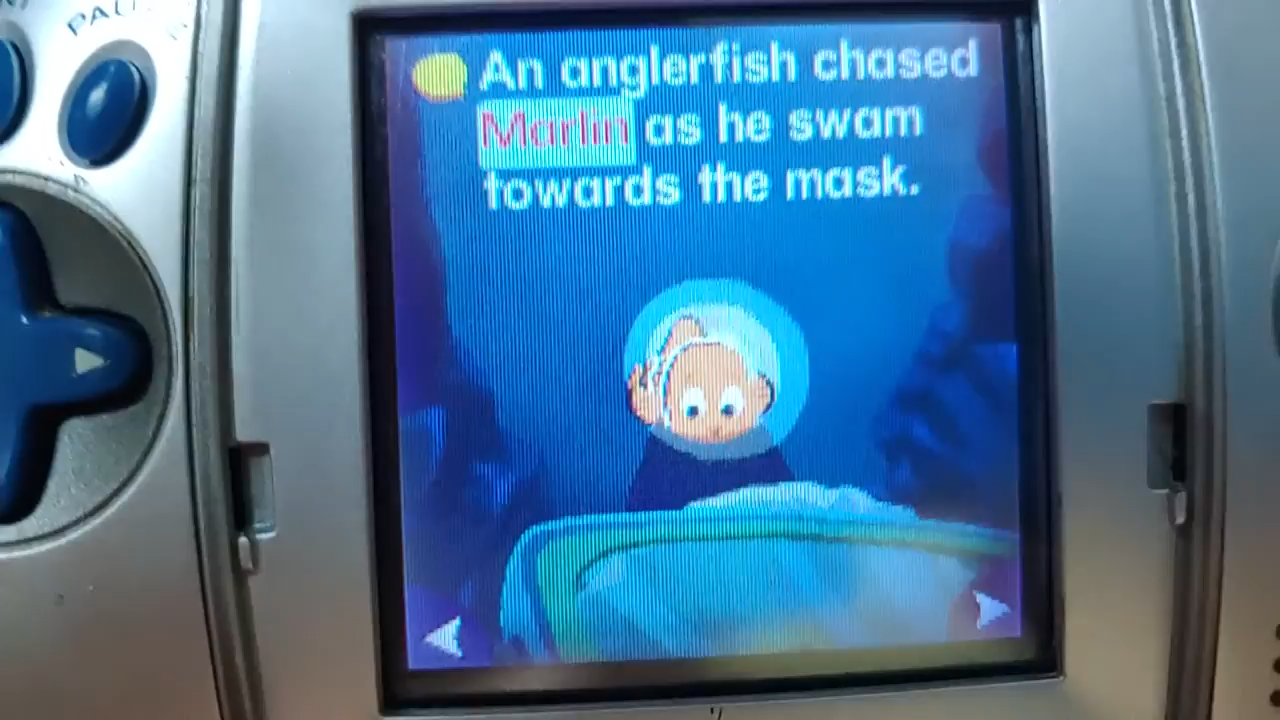 An anglerfish chased
Marlin as he swam
towards the mask.